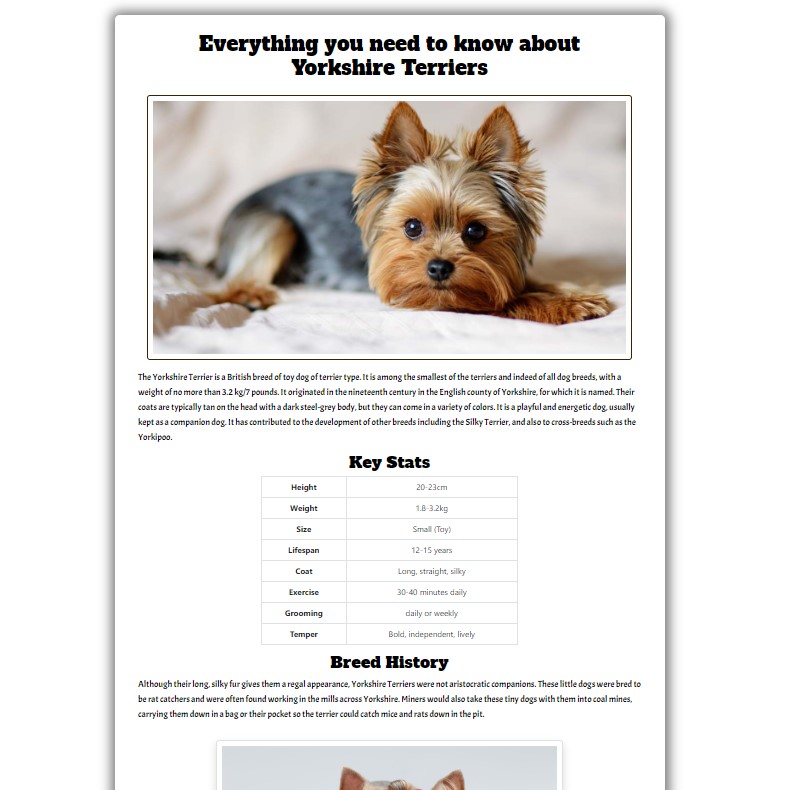 Everything you need to know about
Yorkshire Terriers
The Yorkshire Terrier is a British breed of toy dog of terrier type. It is among the smallest of the terriers and indeed of all dog breeds, with a
weight of no more than 3.2 kg/7 pounds. It originated in the nineteenth century in the English county of Yorkshire, for which it is named. Their
coats are typically tan on the head with a dark steel-grey body, but they can come in a variety of colors. It is a playful and energetic dog, usually
kept as a companion dog. It has contributed to the development of other breeds including the Silky Terrier, and also to cross-breeds such as the
Yorkipoo.
Key Stats
Height 20-23cm
Weight 1.8-3.2kg
Size Small (Toy)
Lifespan 12-15 years
Coat Long, straight, silky
Exercise 30-40 minutes daily
Grooming daily or weekly
Temper Bold, independent, lively
Breed History
Although their long, silky fur gives them a regal appearance, Yorkshire Terriers were not aristocratic companions. These little dogs were bred to
be rat catchers and were often found working in the mills across Yorkshire. Miners would also take these tiny dogs with them into coal mines,
carrying them down in a bag or their pocket so the terrier could catch mice and rats down in the pit.